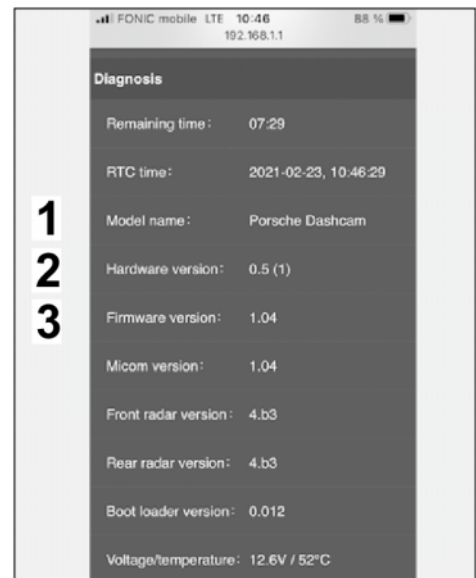 FONIC mobile LTE 10:46 88 %
192.168.1.1
Diagnosis
Remaining time: 07:29
RTC time: 2021-02-23, 10:46:29
1 Model name: Porsche Dashcam
2 Hardware version: 0.5 (1)
3 Firmware version: 1.04
Micom version: 1.04
Front radar version: 4.b3
Rear radar version: 4.b3
Boot loader version: 0.012
Voltage/temperature: 12.6V / 52°C